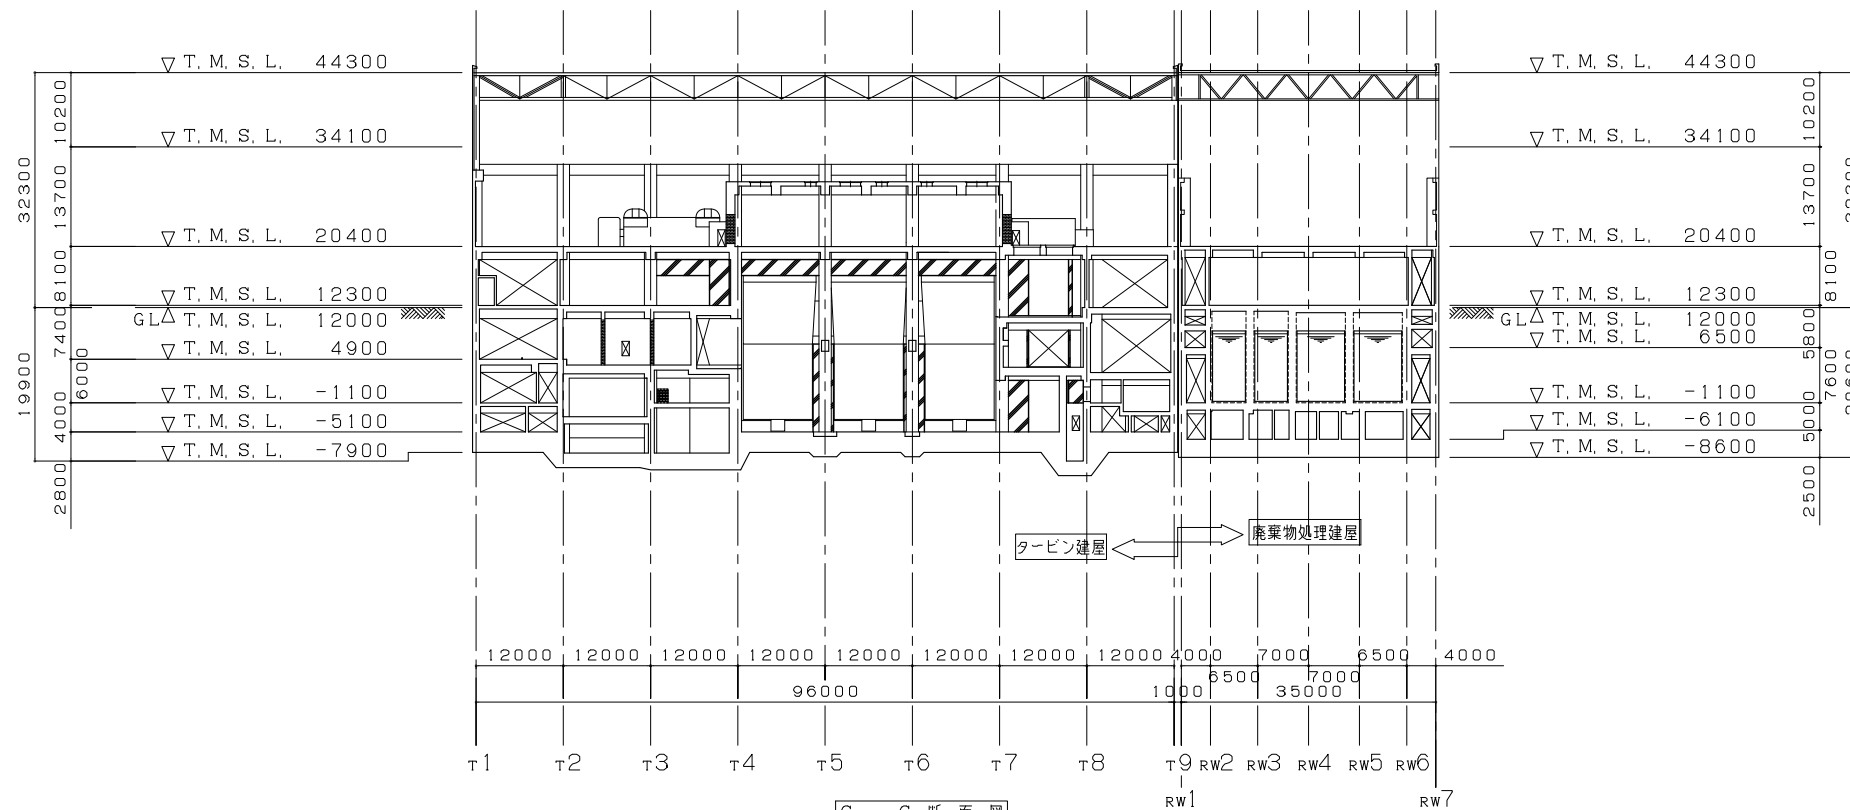 T.M.S.L. 44300
T.M.S.L. 34100
T.M.S.L. 20400
T.M.S.L. 12300
GL T.M.S.L. 12000
T.M.S.L. 4900
T.M.S.L. -1100
T.M.S.L. -5100
T.M.S.L. -7900
32300
19900
10200
13700
8100
7400
6000
4000
2800
T.M.S.L. 44300
T.M.S.L. 34100
T.M.S.L. 20400
T.M.S.L. 12300
GL T.M.S.L. 12000
T.M.S.L. 6500
T.M.S.L. -1100
T.M.S.L. -6100
T.M.S.L. -8600
10200
13700
8100
5800
7600
5000
2500
タービン建屋
廃棄物処理建屋
12000 12000 12000 12000 12000 12000 12000 12000 4000 7000 6500 4000
6500 7000
96000 1000 35000
T1 T2 T3 T4 T5 T6 T7 T8 T9 RW2 RW3 RW4 RW5 RW6
RW1 RW7